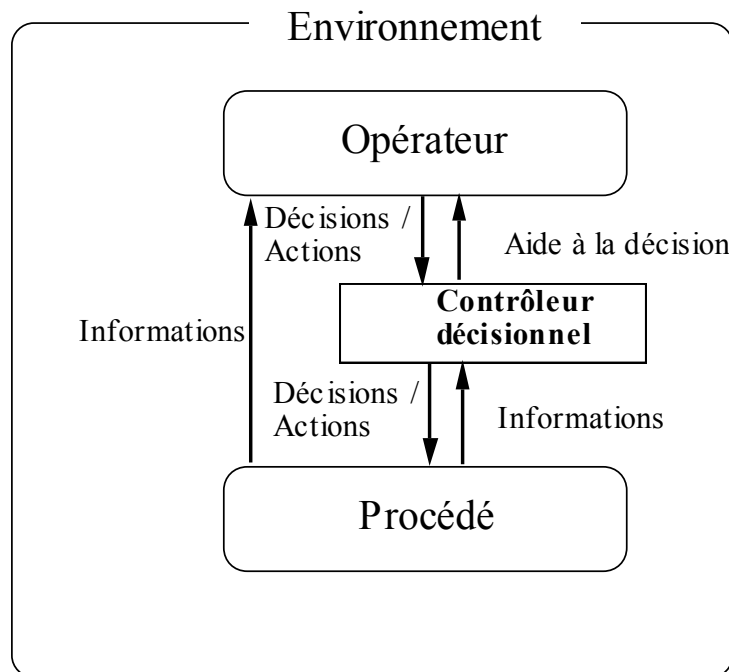 Environnement
Opérateur
Décisions /
Actions
Aide à la décision
Contrôleur
décisionnel
Informations
Décisions /
Actions
Informations
Procédé